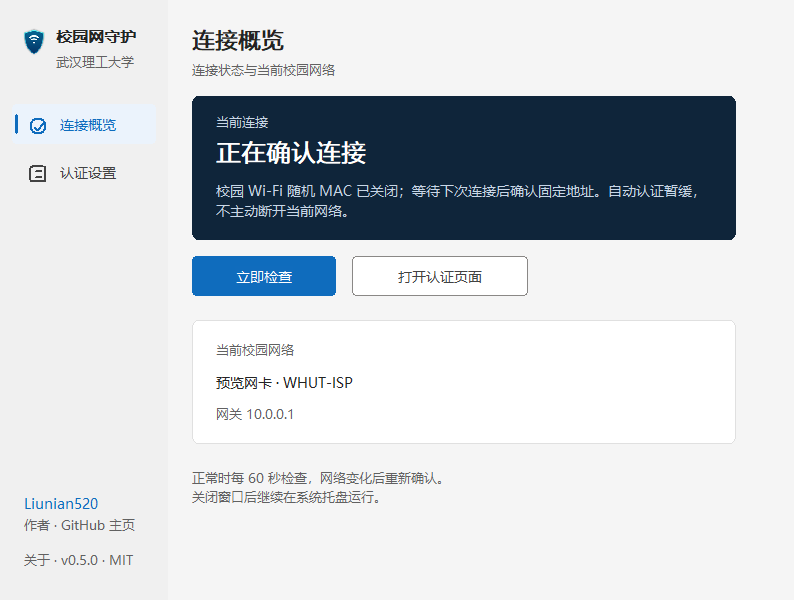 校园网守护
武汉理工大学
连接概览
认证设置
Liunian520
作者 · GitHub 主页
关于 · v0.5.0 · MIT
连接概览
连接状态与当前校园网络
当前连接
正在确认连接
校园 Wi-Fi 随机 MAC 已关闭；等待下次连接后确认固定地址。自动认证暂缓，
不主动断开当前网络。
立即检查
打开认证页面
当前校园网络
预览网卡 · WHUT-ISP
网关 10.0.0.1
正常时每 60 秒检查，网络变化后重新确认。
关闭窗口后继续在系统托盘运行。